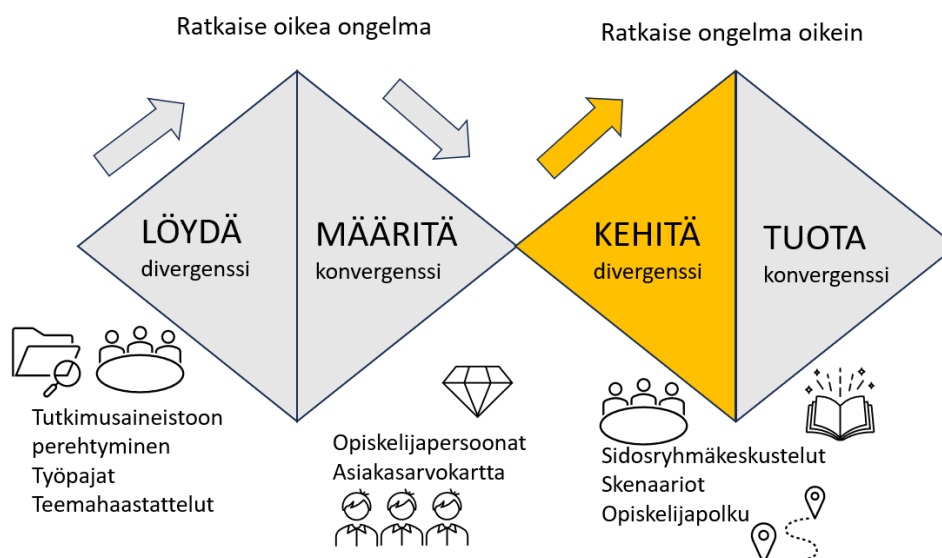 Ratkaise oikea ongelma
Ratkaise ongelma oikein
LÖYDÄ
divergenssi
MÄÄRITÄ
konvergenssi
KEHITÄ
divergenssi
TUOTA
konvergenssi
Tutkimusaineistoon
perehtyminen
Työpajat
Teemahaastattelut
Opiskelijapersoonat
Asiakasarvokartta
Sidosryhmäkeskustelut
Skenaariot
Opiskelijapolku